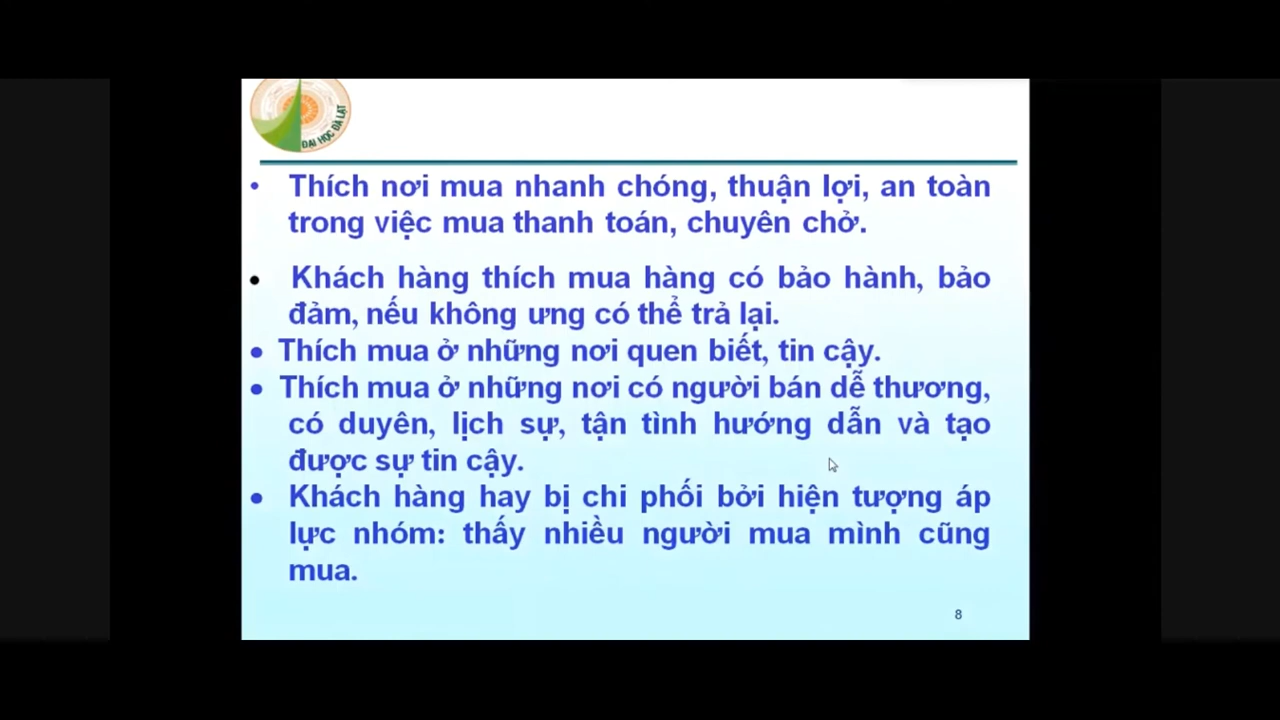 ĐẠI HỌC ĐÀ LẠT
• Thích nơi mua nhanh chóng, thuận lợi, an toàn
trong việc mua thanh toán, chuyên chở.
• Khách hàng thích mua hàng có bảo hành, bảo
đảm, nếu không ưng có thể trả lại.
• Thích mua ở những nơi quen biết, tin cậy.
• Thích mua ở những nơi có người bán dễ thương,
có duyên, lịch sự, tận tình hướng dẫn và tạo
được sự tin cậy.
• Khách hàng hay bị chi phối bởi hiện tượng áp
lực nhóm: thấy nhiều người mua mình cũng
mua.
8